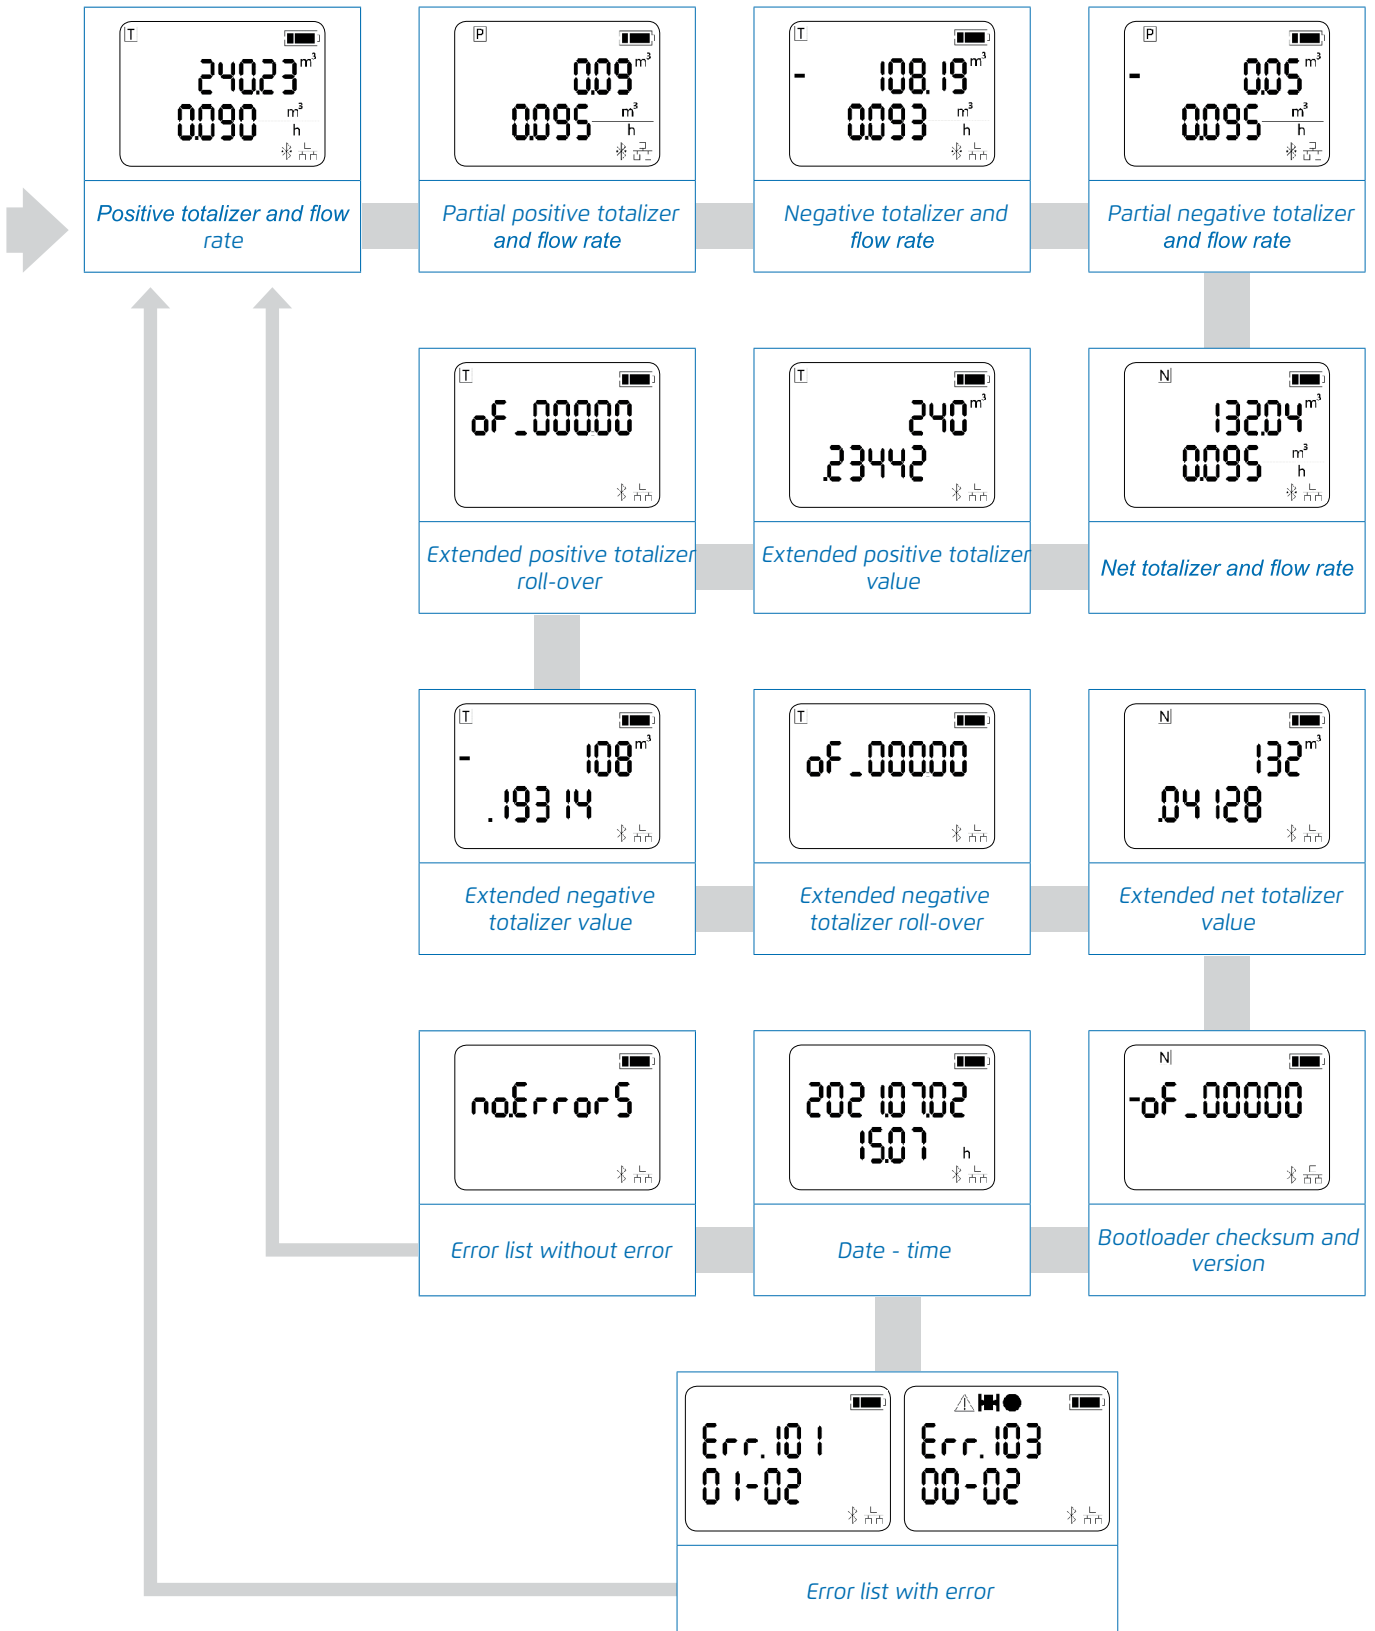 T
240.23 m³
0.090 m³
h
Positive totalizer and flow
rate
P
0.09 m³
0.095 m³
h
Partial positive totalizer
and flow rate
T
- 108.19 m³
0.093 m³
h
Negative totalizer and
flow rate
P
- 0.05 m³
0.095 m³
h
Partial negative totalizer
and flow rate
T
oF_000.00
Extended positive totalizer
roll-over
T
240 m³
.23442
Extended positive totalizer
value
N
132.04 m³
0.095 m³
h
Net totalizer and flow rate
T
- 108 m³
.19314
Extended negative
totalizer value
T
oF_000.00
Extended negative
totalizer roll-over
N
132 m³
.04128
Extended net totalizer
value
no.ErrorS
Error list without error
2021.07.02
15.07 h
Date - time
N
-oF_00000
Bootloader checksum and
version
Err.101
01-02
Err.103
00-02
Error list with error